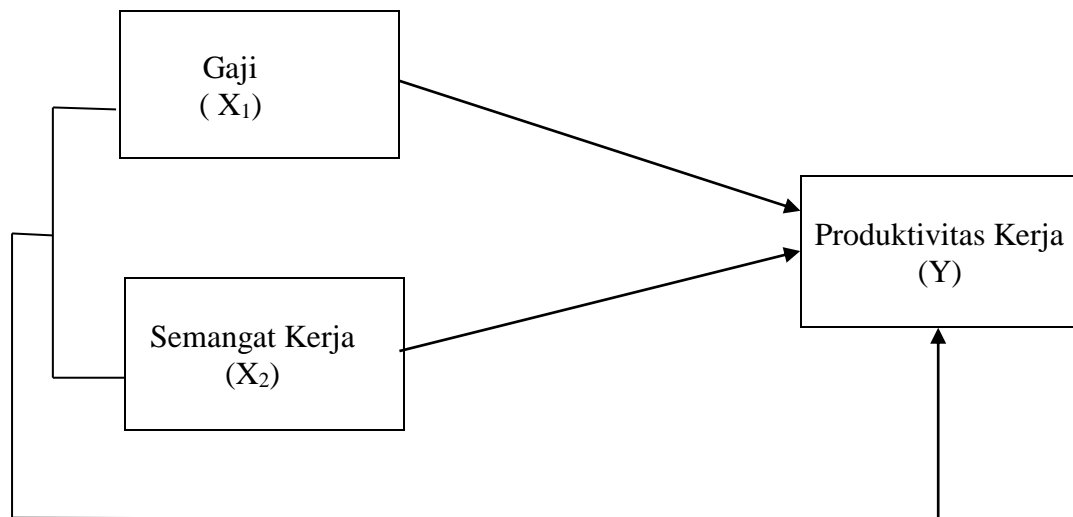 Gaji
( X₁)
Semangat Kerja
(X₂)
Produktivitas Kerja
(Y)